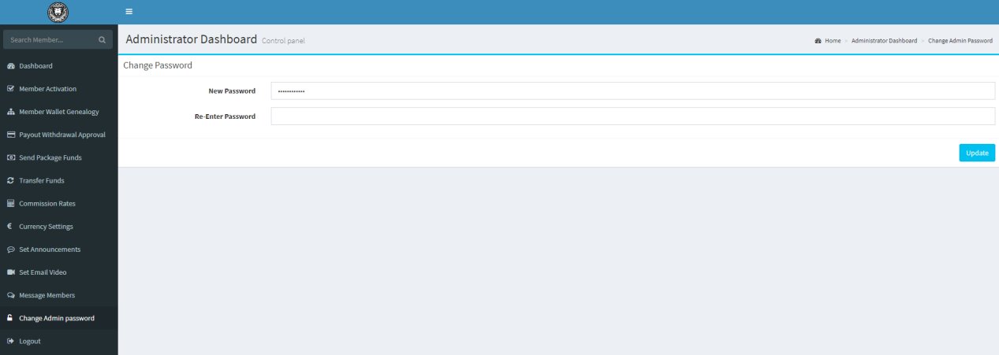 Search Member...
Administrator Dashboard Control panel
Home > Administrator Dashboard > Change Admin Password
Dashboard
Member Activation
Member Wallet Genealogy
Payout Withdrawal Approval
Send Package Funds
Transfer Funds
Commission Rates
Currency Settings
Set Announcements
Set Email Video
Message Members
Change Admin password
Logout
Change Password
New Password ············
Re-Enter Password
Update